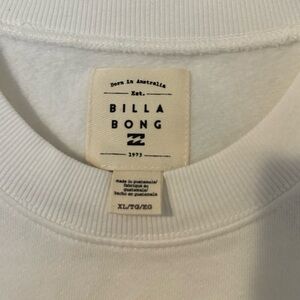 Born in Australia
Est.
BILLA
BONG
1973
made in guatemala/
fabriqué au
guatemala/
hecho en guatemala
XL/TG/EG